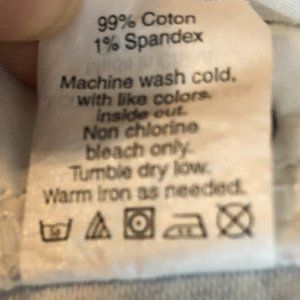 99% Coton
1% Spandex
Machine wash cold,
with like colors.
inside out.
Non chlorine
bleach only.
Tumble dry low.
Warm iron as needed.